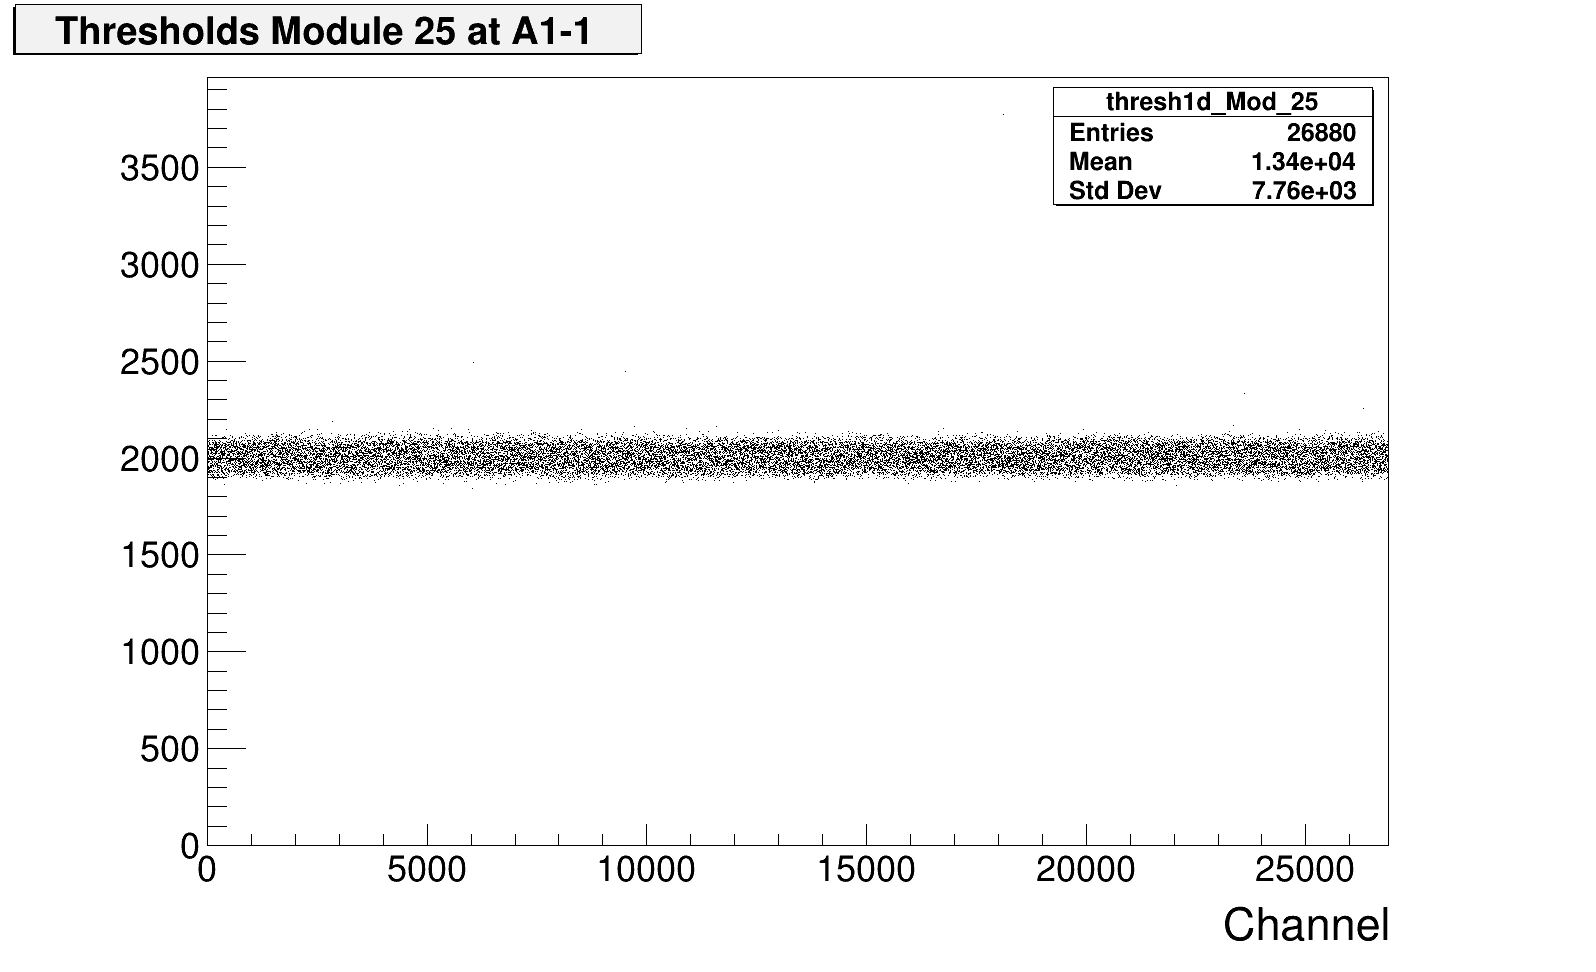 Thresholds Module 25 at A1-1
thresh1d_Mod_25
Entries 26880
Mean 1.34e+04
Std Dev 7.76e+03
3500
3000
2500
2000
1500
1000
500
0
0 5000 10000 15000 20000 25000
Channel